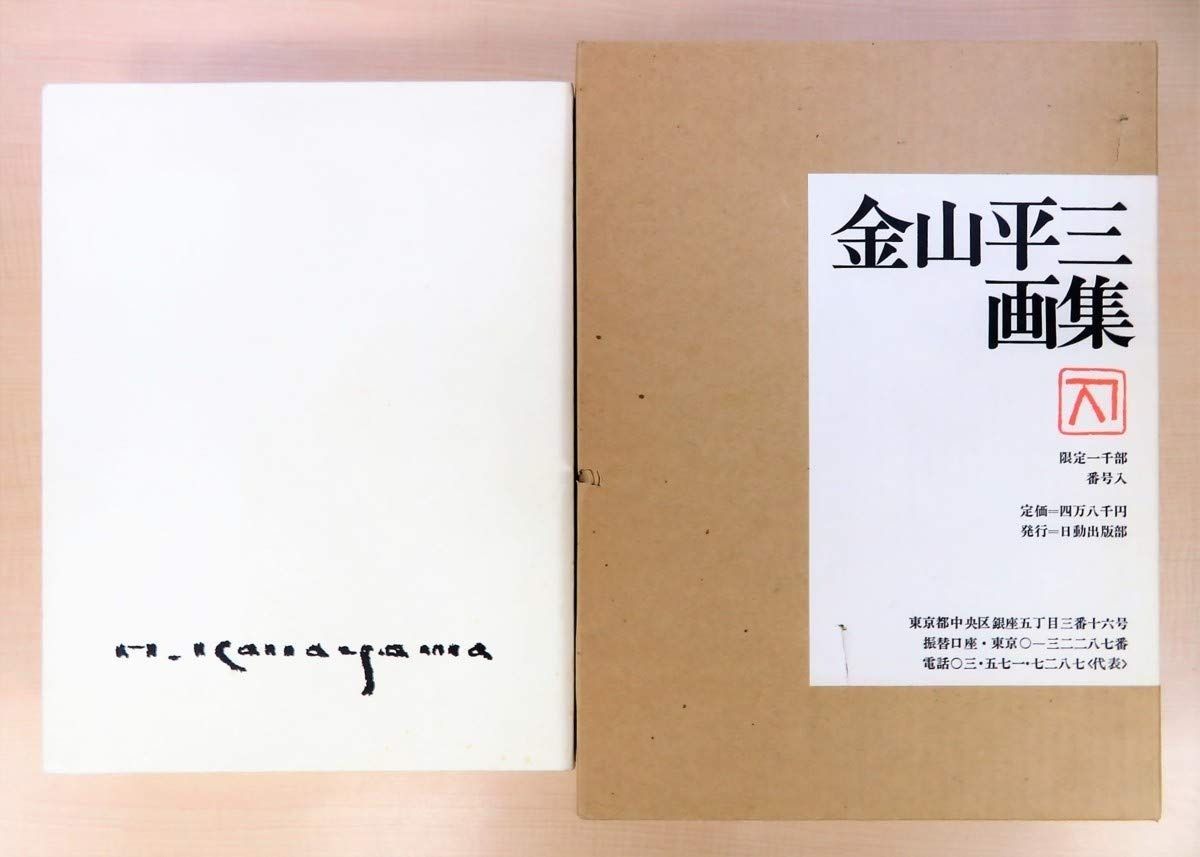 H. Kanayama
金山平三
画集
限定一千部
番号入
定価=四万八千円
発行=日動出版部
東京都中央区銀座五丁目三番十六号
振替口座・東京〇―三二二八七番
電話〇三・五七一・七二八七〈代表〉